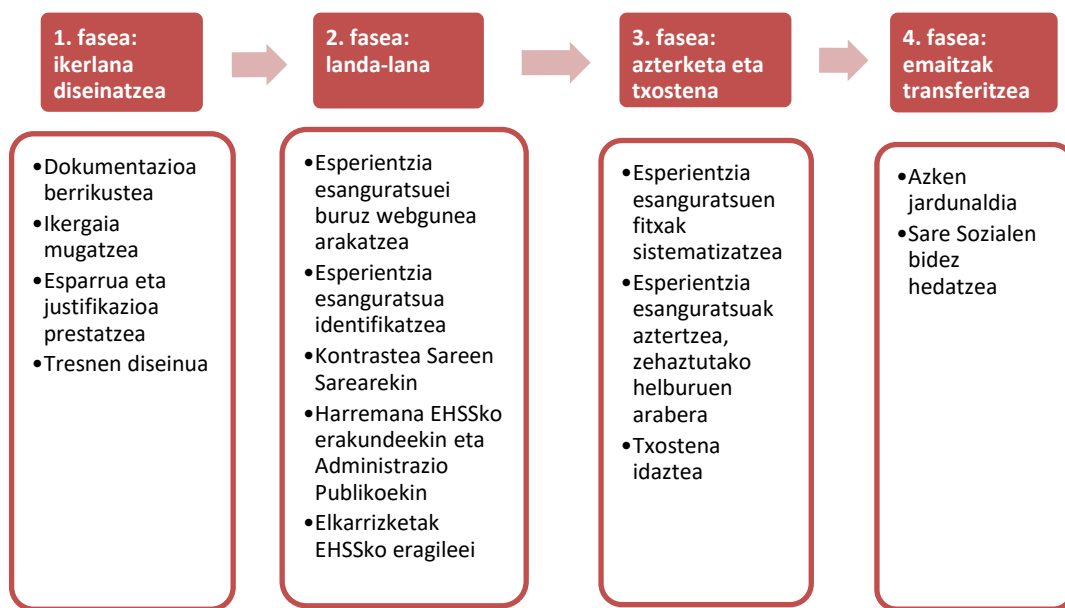 1. fasea:
ikerlana
diseinatzea
•Dokumentazioa
berrikustea
•Ikergaia
mugatzea
•Esparrua eta
justifikazioa
prestatzea
•Tresnen diseinua
2. fasea:
landa-lana
•Esperientzia
esanguratsuei
buruz webgunea
arakatzea
•Esperientzia
esanguratsua
identifikatzea
•Kontrastea Sareen
Sarearekin
•Harremana EHSSko
erakundeekin eta
Administrazio
Publikoekin
•Elkarrizketak
EHSSko eragileei
3. fasea:
azterketa eta
txostena
•Esperientzia
esanguratsuen
fitxak
sistematizatzea
•Esperientzia
esanguratsuak
aztertzea,
zehaztutako
helburuen
arabera
•Txostena
idaztea
4. fasea:
emaitzak
transferitzea
•Azken
jardunaldia
•Sare Sozialen
bidez
hedatzea